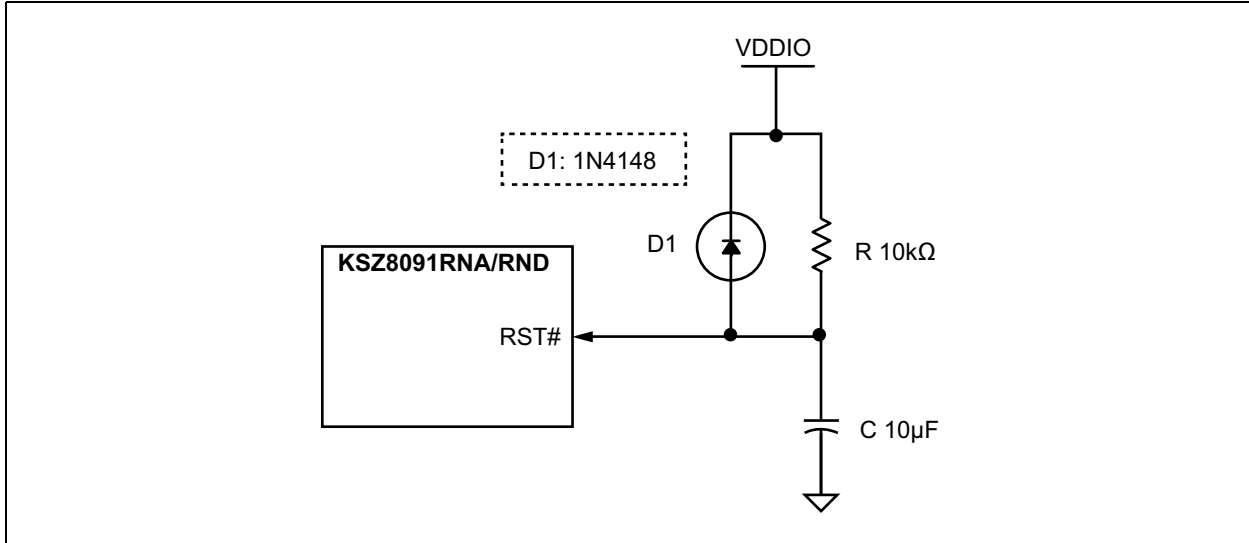 VDDIO
D1: 1N4148
D1
R 10kΩ
KSZ8091RNA/RND
RST#
C 10µF